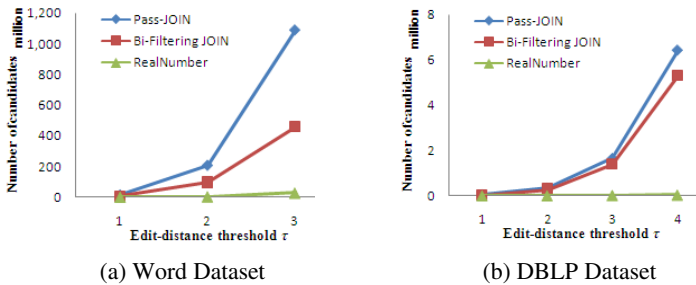 Number of candidates million
1,200
1,000
800
600
400
200
0
Pass-JOIN
Bi-Filtering JOIN
RealNumber
1 2 3
Edit-distance threshold τ
(a) Word Dataset
Number of candidates million
8
6
4
2
0
Pass-JOIN
Bi-Filtering JOIN
RealNumber
1 2 3 4
Edit-distance threshold τ
(b) DBLP Dataset